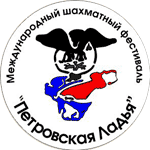 Международный шахматный фестиваль
"Петровская Ладья"